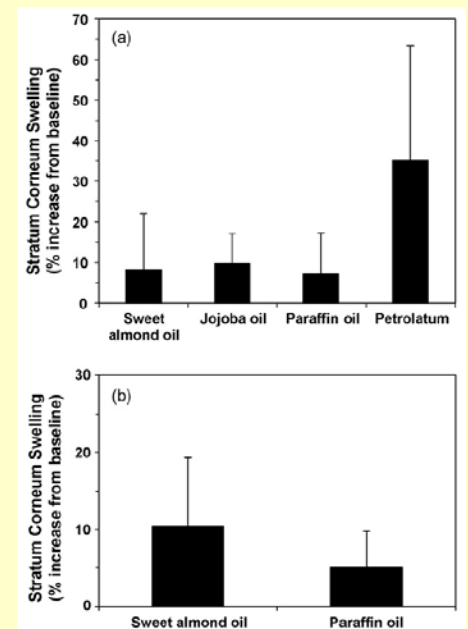 (a)
Stratum Corneum Swelling
(% increase from baseline)
70
60
50
40
30
20
10
0
Sweet
almond oil
Jojoba oil
Paraffin oil
Petrolatum
(b)
Stratum Corneum Swelling
(% increase from baseline)
30
20
10
0
Sweet almond oil
Paraffin oil